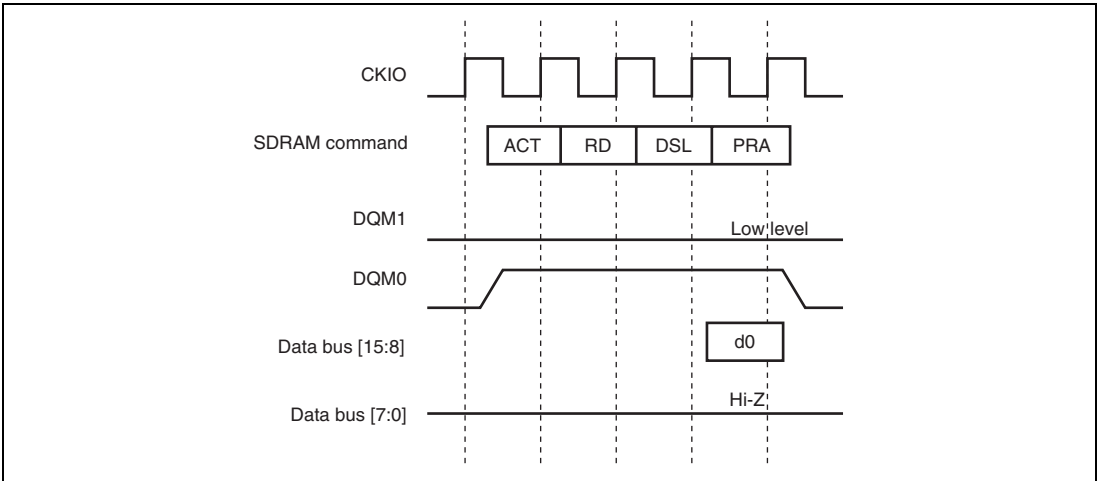 CKIO
SDRAM command ACT RD DSL PRA
DQM1 Low level
DQM0
Data bus [15:8] d0
Data bus [7:0] Hi-Z